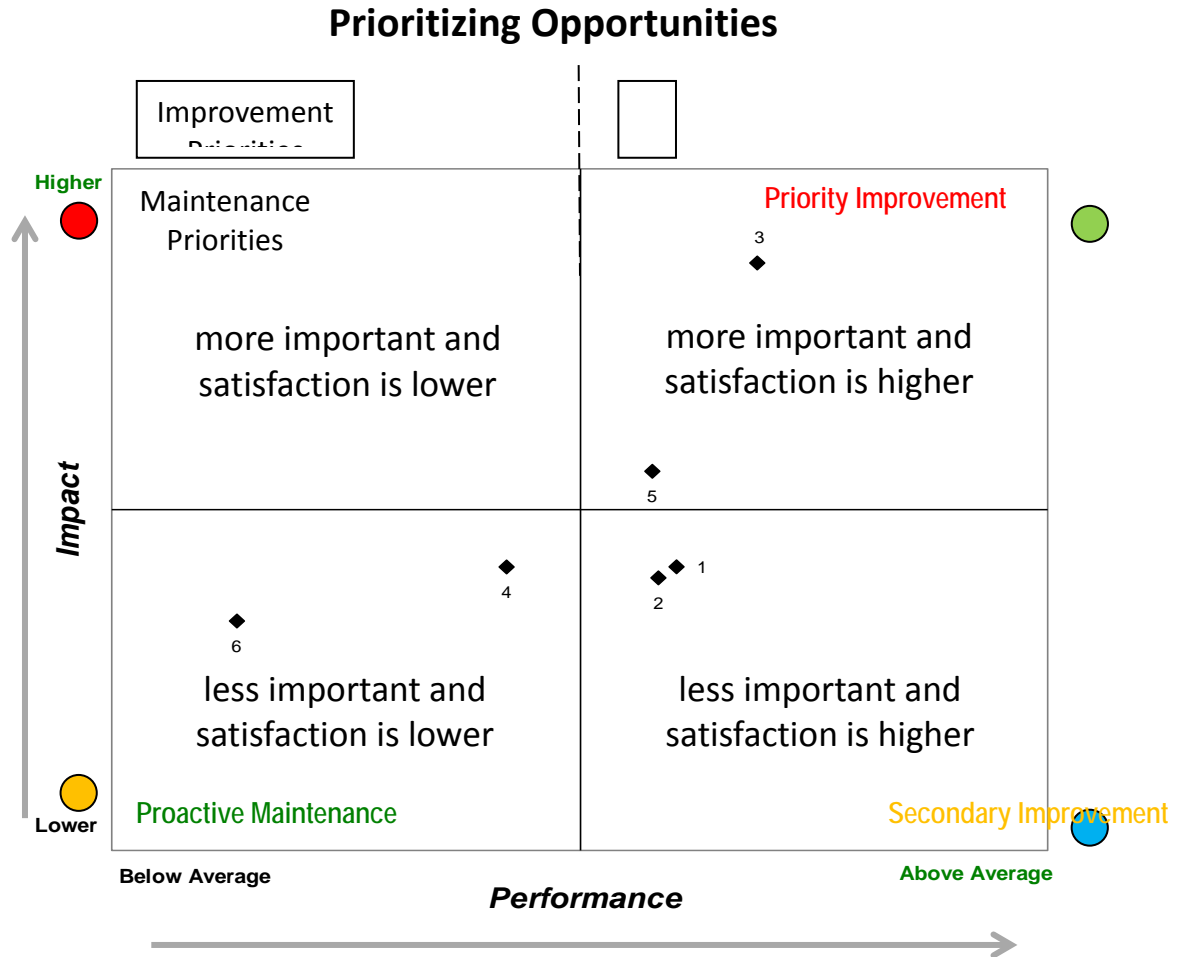 Prioritizing Opportunities
Improvement
Priorities
Higher
Maintenance
Priorities
Priority Improvement
3
more important and
satisfaction is lower
more important and
satisfaction is higher
5
Impact
1
2
4
6
less important and
satisfaction is lower
less important and
satisfaction is higher
Proactive Maintenance
Secondary Improvement
Lower
Below Average
Above Average
Performance